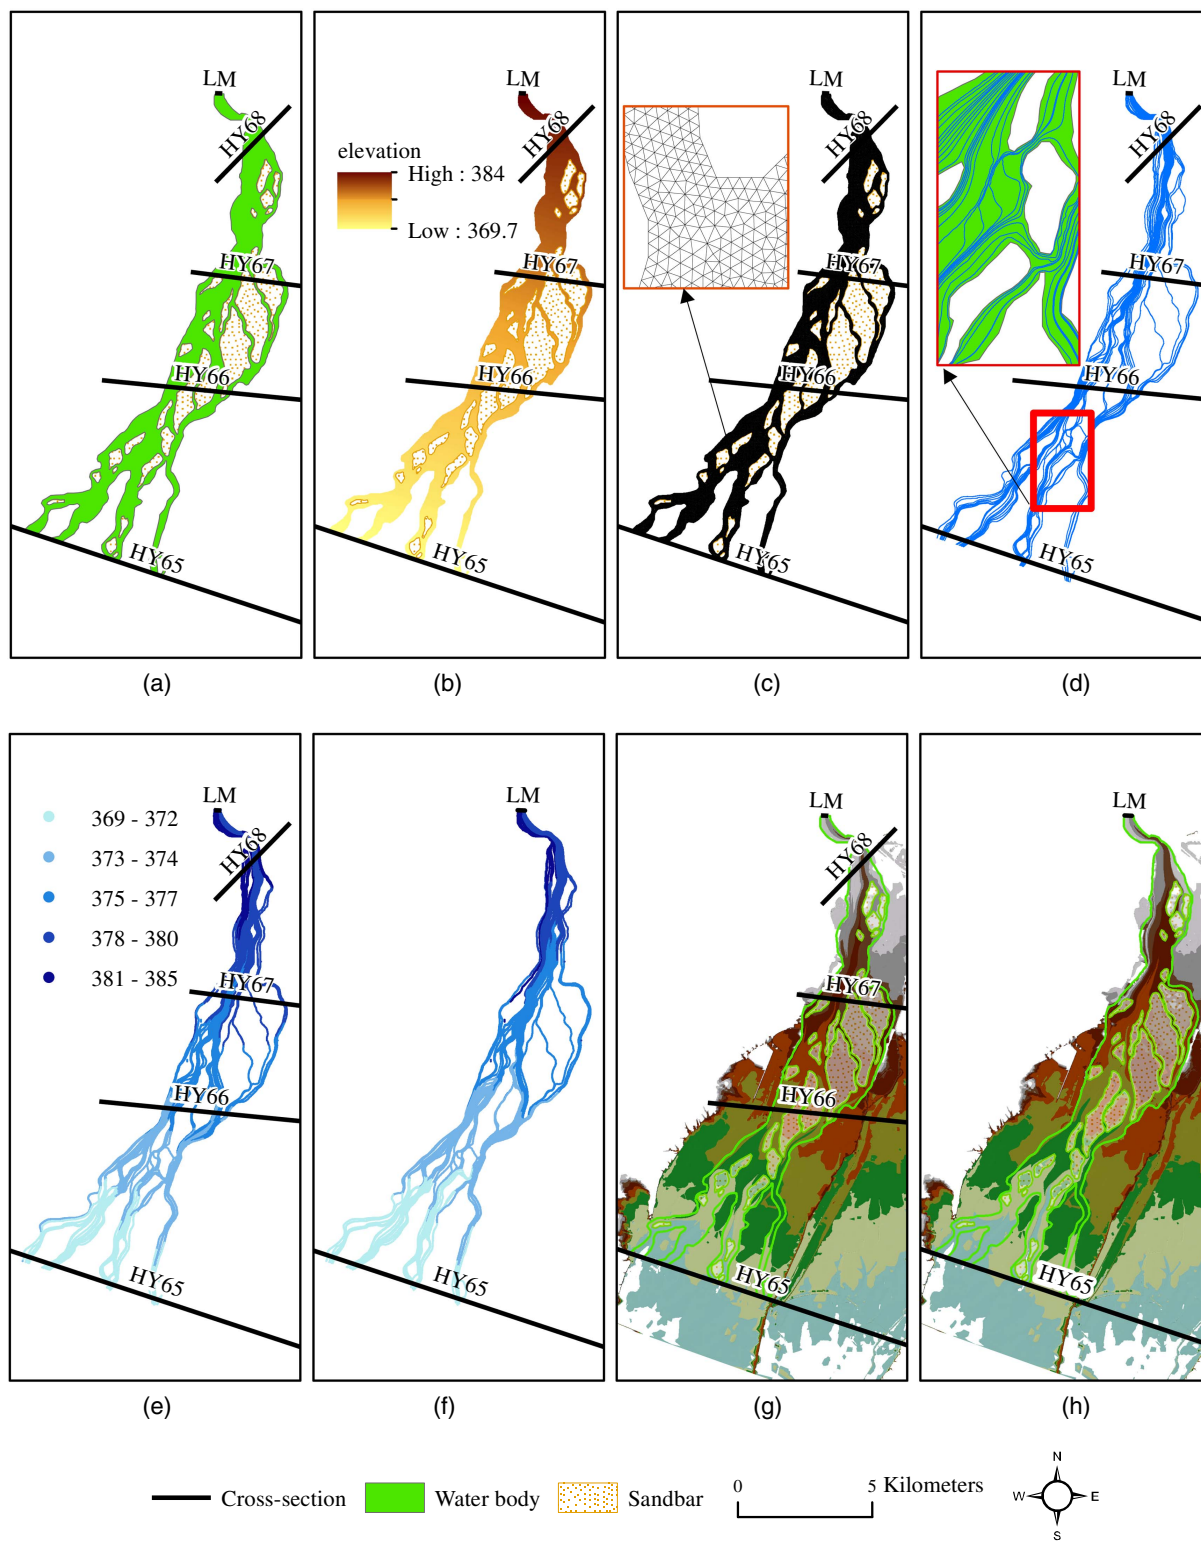 LM
HY68
HY67
HY66
HY65
(a)
elevation
High : 384
Low : 369.7
LM
HY68
HY67
HY66
HY65
(b)
LM
HY68
HY67
HY66
HY65
(c)
LM
HY68
HY67
HY66
HY65
(d)
369 - 372
373 - 374
375 - 377
378 - 380
381 - 385
LM
HY68
HY67
HY66
HY65
(e)
LM
HY65
(f)
LM
HY68
HY67
HY66
HY65
(g)
LM
HY65
(h)
Cross-section
Water body
Sandbar
0 5 Kilometers
N
W E
S